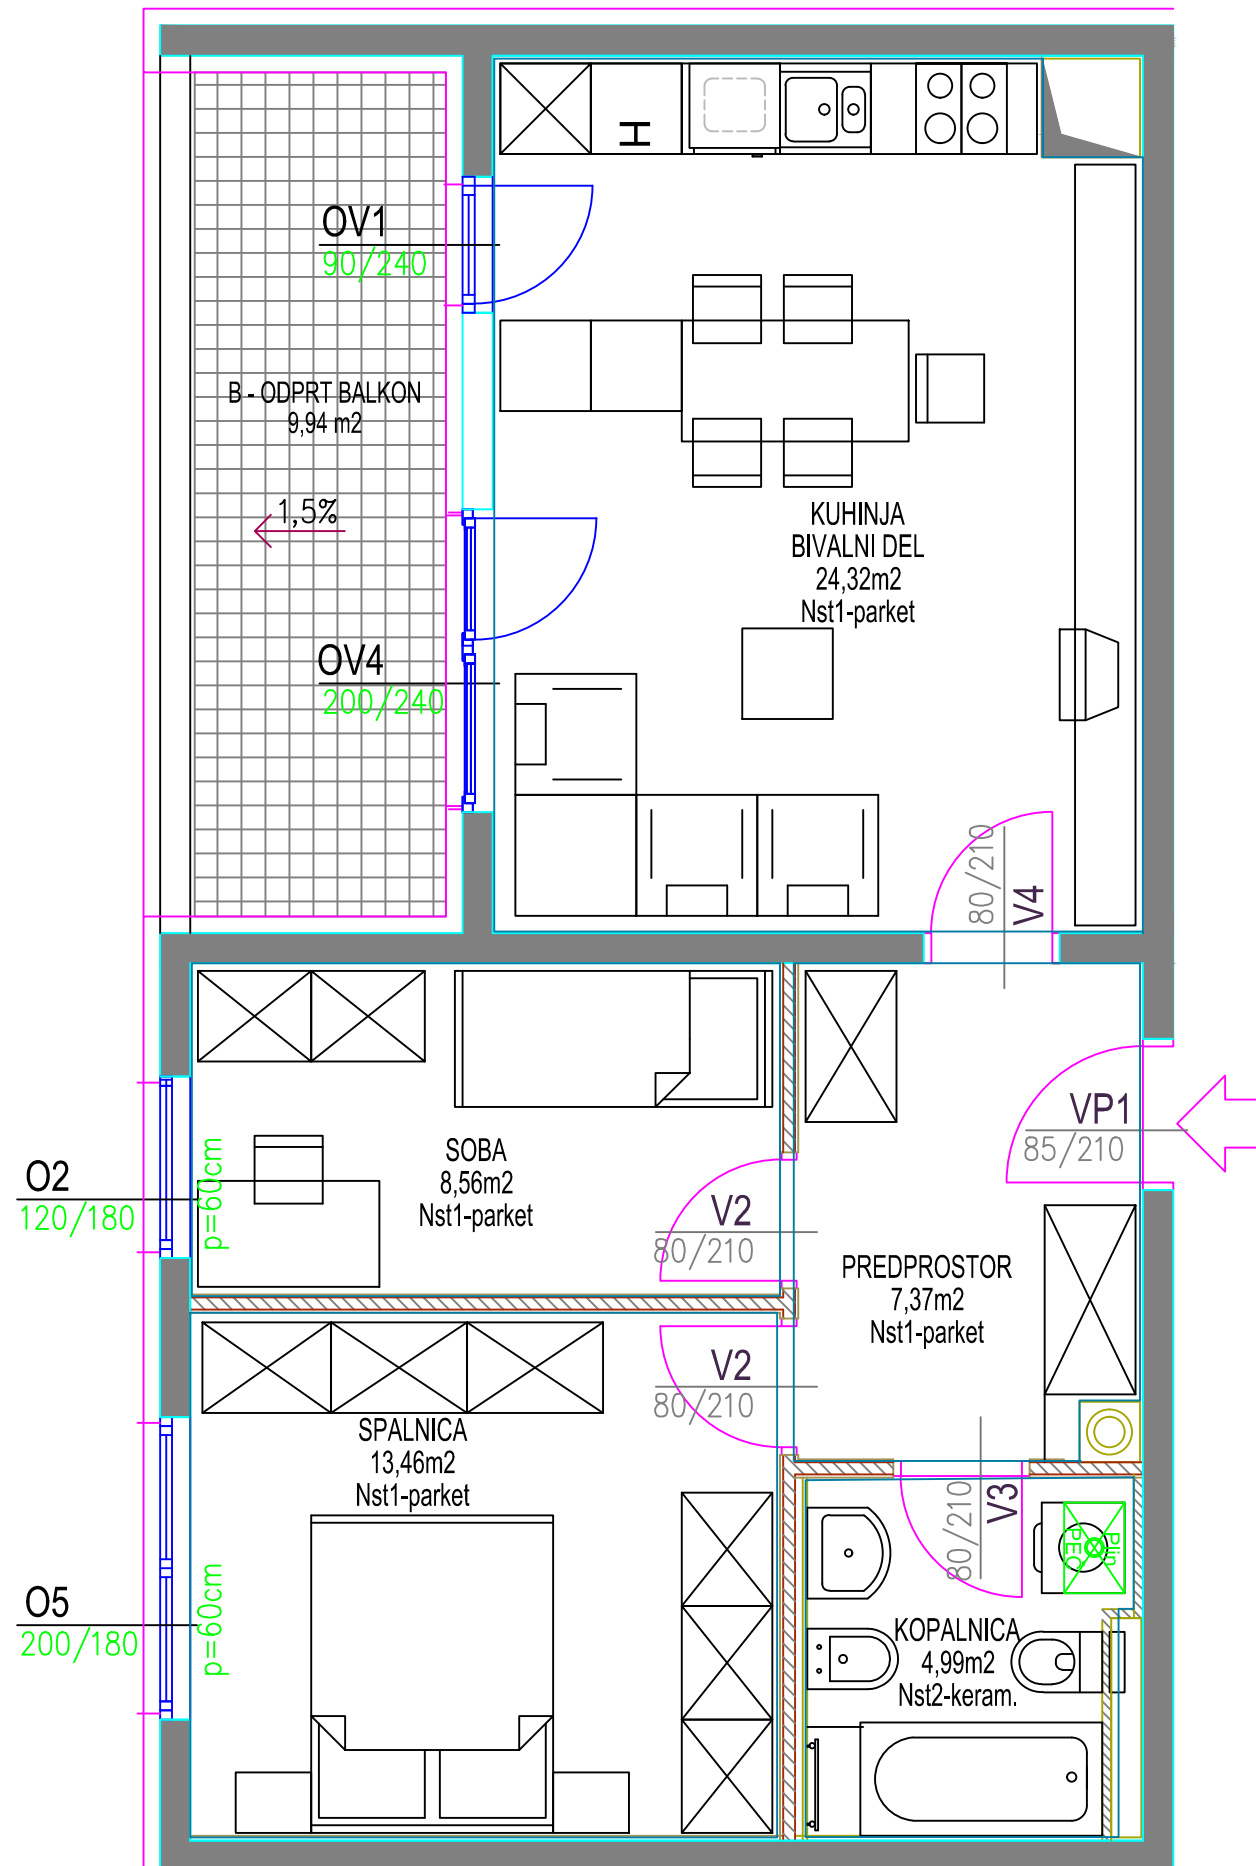 H
OV1
90/240
B - ODPRT BALKON
9,94 m2
1,5%
KUHINJA
BIVALNI DEL
24,32m2
Nst1-parket
OV4
200/240
80/210
V4
VP1
85/210
SOBA
8,56m2
Nst1-parket
O2
120/180
p=60cm
V2
80/210
PREDPROSTOR
7,37m2
Nst1-parket
V2
80/210
SPALNICA
13,46m2
Nst1-parket
80/210
V3
Plin
PEČ
O5
200/180
p=60cm
KOPALNICA
4,99m2
Nst2-keram.